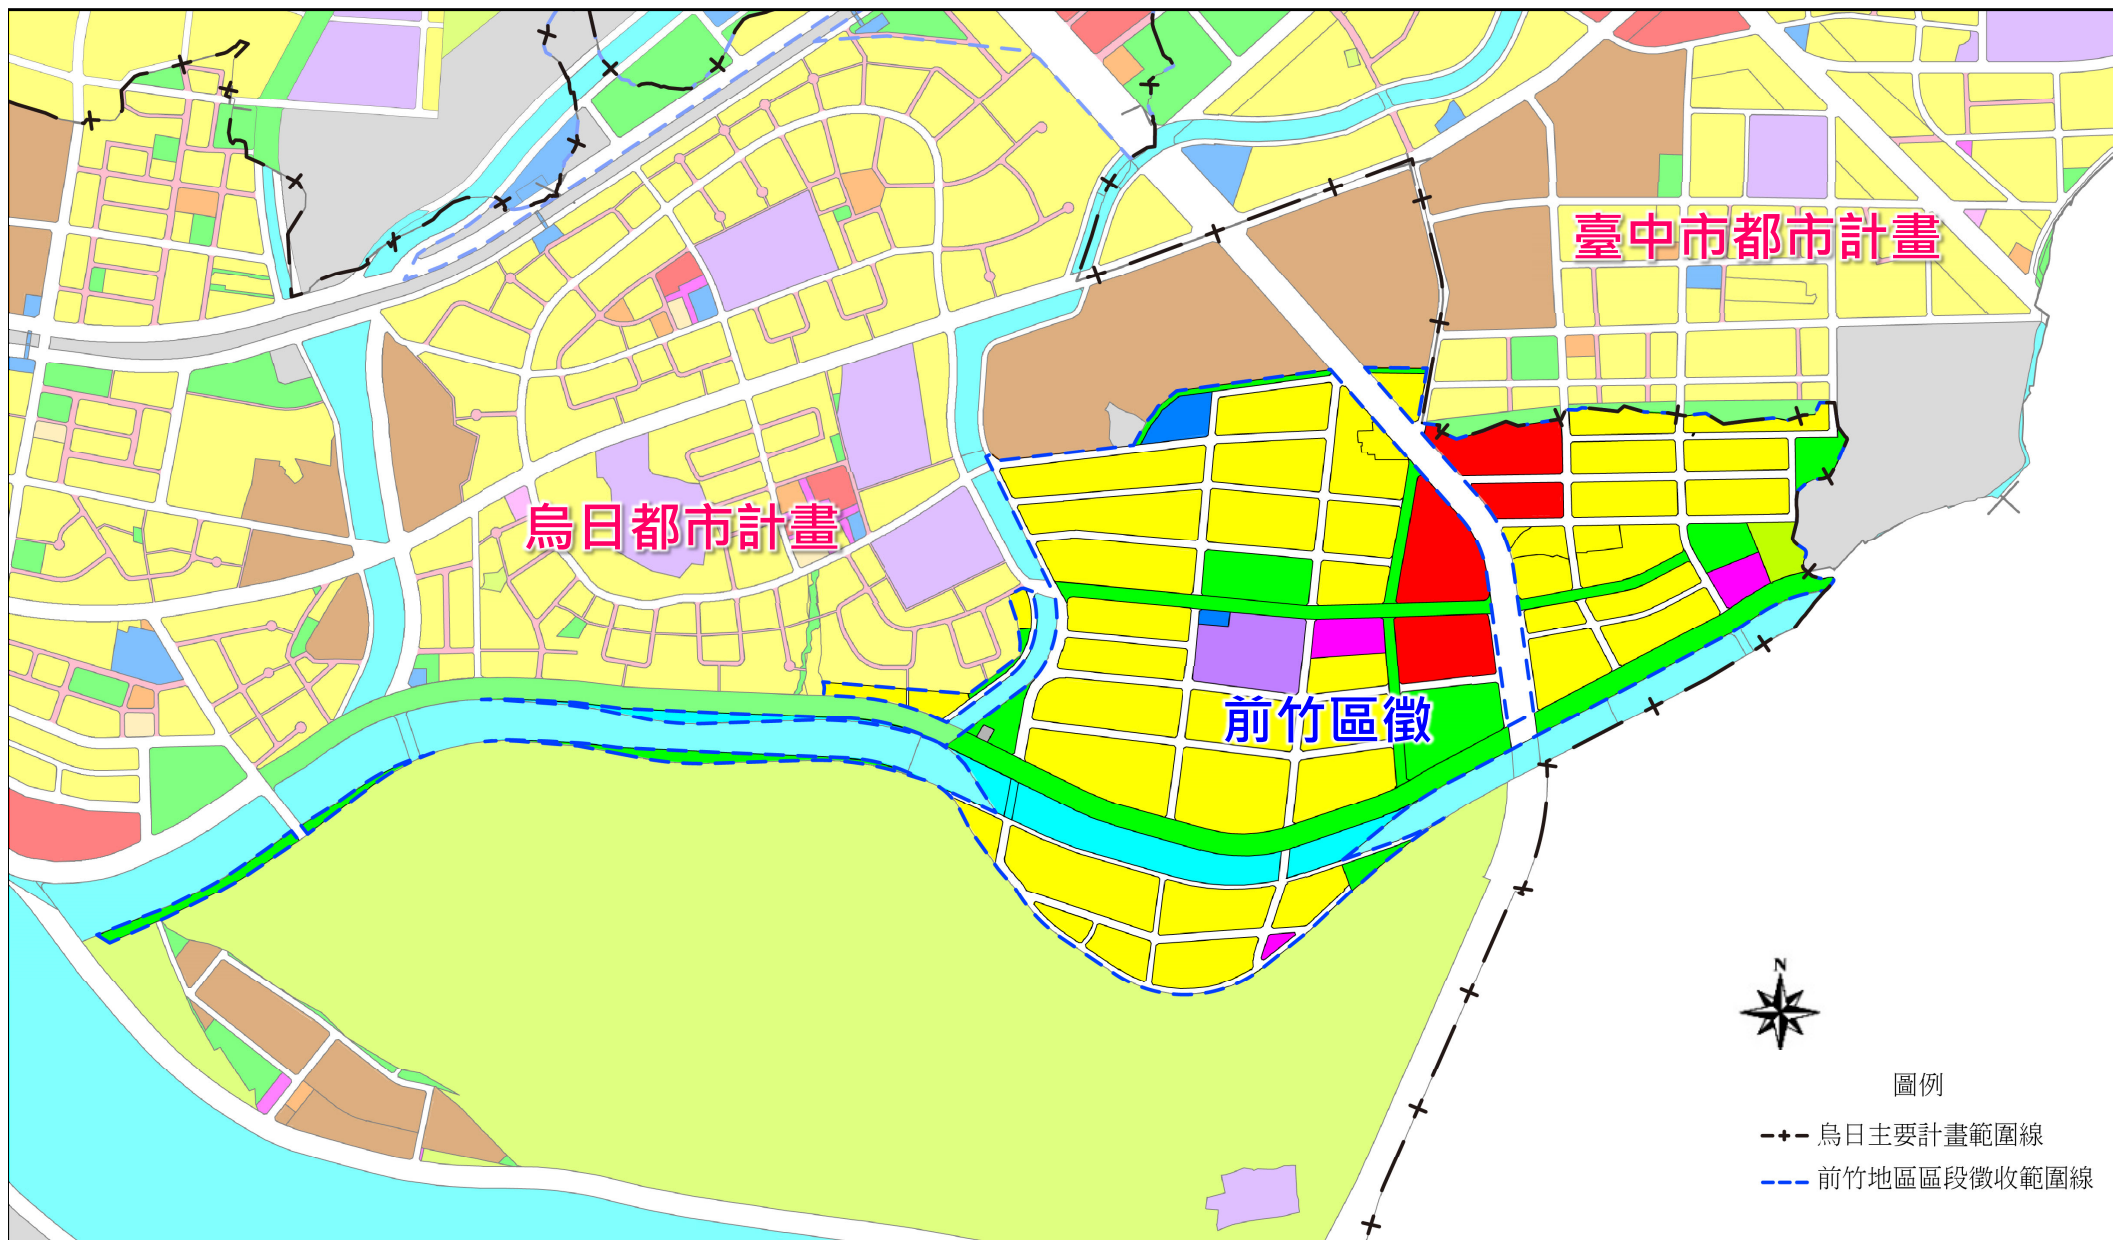 臺中市都市計畫
烏日都市計畫
前竹區徵
N
圖例
烏日主要計畫範圍線
前竹地區區段徵收範圍線